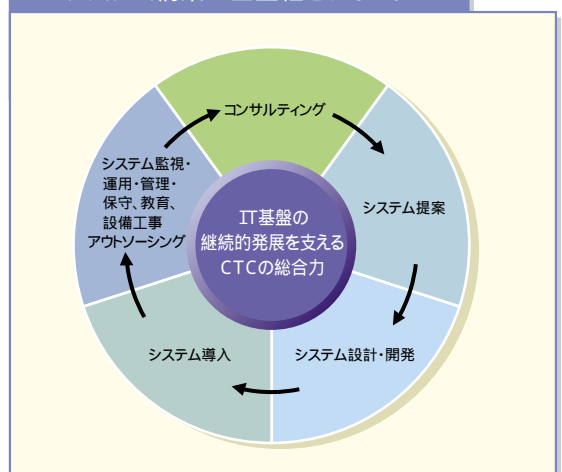 コンサルティング
システム提案
システム設計・開発
システム導入
システム監視・
運用・管理・
保守、教育、
設備工事
アウトソーシング
IT基盤の
継続的発展を支える
CTCの総合力